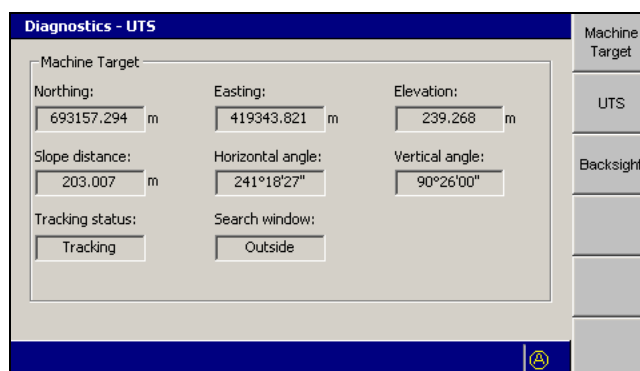 Diagnostics - UTS
Machine Target
Northing: Easting: Elevation:
693157.294 m 419343.821 m 239.268 m
Slope distance: Horizontal angle: Vertical angle:
203.007 m 241°18'27" 90°26'00"
Tracking status: Search window:
Tracking Outside
Machine
Target
UTS
Backsight
A